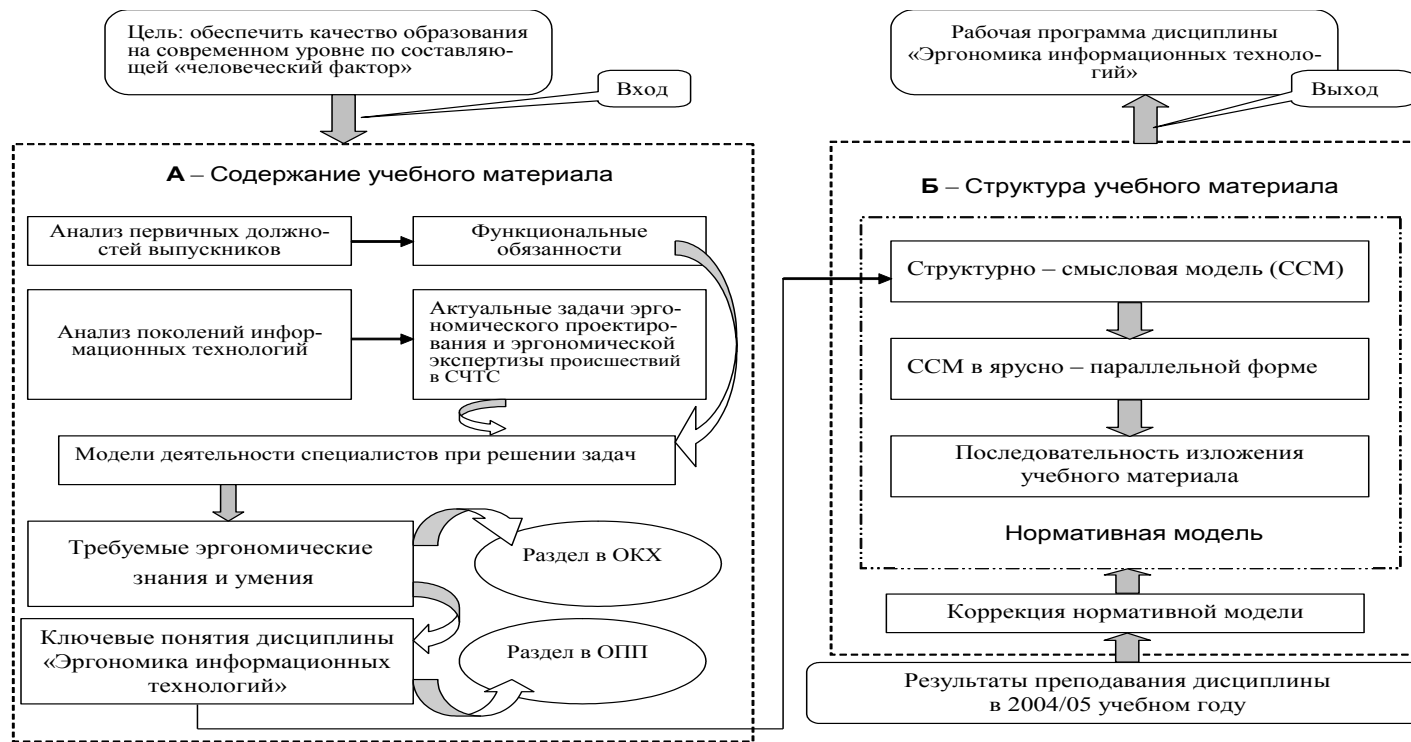 Цель: обеспечить качество образования
на современном уровне по составляю-
щей «человеческий фактор»
Вход
А – Содержание учебного материала
Анализ первичных должно-
стей выпускников
Функциональные
обязанности
Анализ поколений инфор-
мационных технологий
Актуальные задачи эрго-
номического проектиро-
вания и эргономической
экспертизы происшествий
в СЧТС
Модели деятельности специалистов при решении задач
Требуемые эргономические
знания и умения
Раздел в ОКХ
Ключевые понятия дисциплины
«Эргономика информационных
технологий»
Раздел в ОПП
Рабочая программа дисциплины
«Эргономика информационных техноло-
гий»
Выход
Б – Структура учебного материала
Структурно – смысловая модель (ССМ)
ССМ в ярусно – параллельной форме
Последовательность изложения
учебного материала
Нормативная модель
Коррекция нормативной модели
Результаты преподавания дисциплины
в 2004/05 учебном году